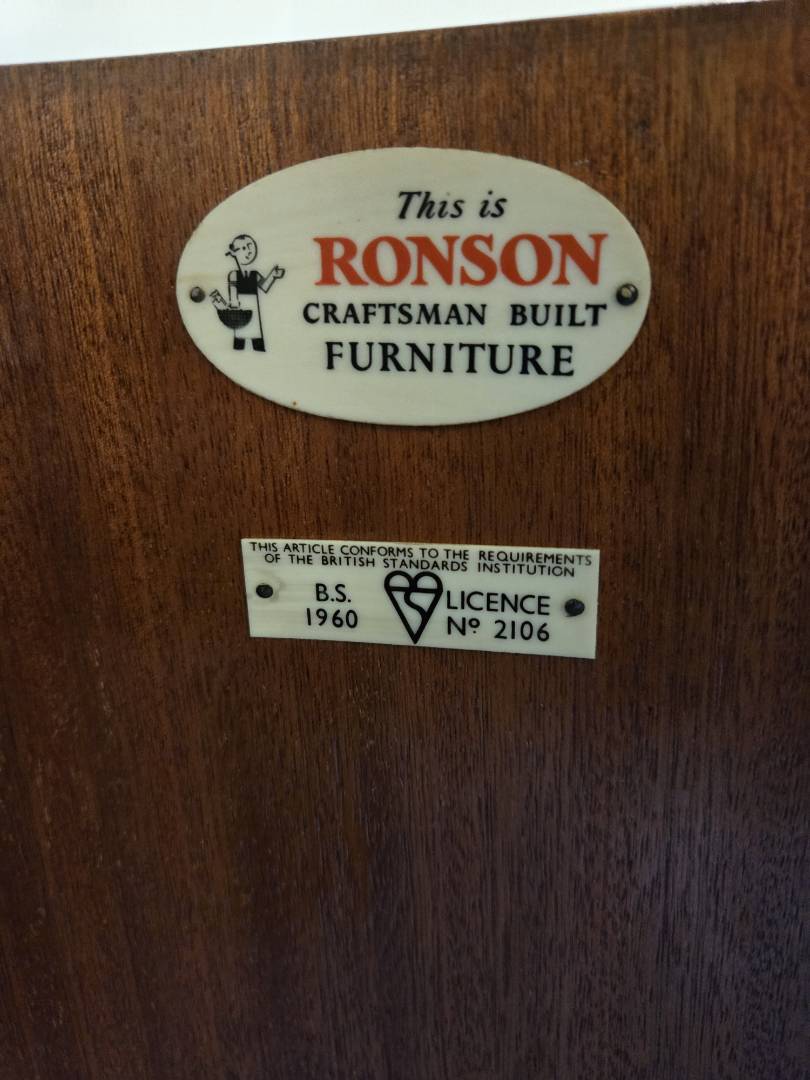 This is
RONSON
CRAFTSMAN BUILT
FURNITURE
THIS ARTICLE CONFORMS TO THE REQUIREMENTS
OF THE BRITISH STANDARDS INSTITUTION
B.S.
1960
LICENCE
Nº 2106